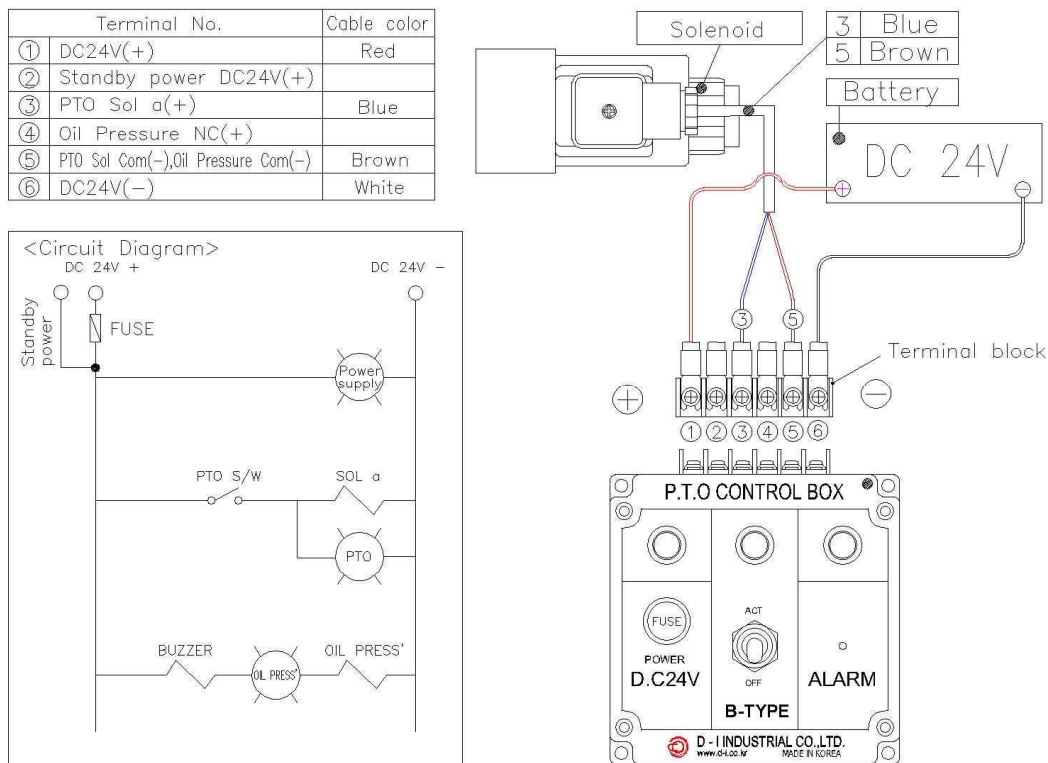 Terminal No. Cable color
① DC24V(+) Red
② Standby power DC24V(+)
③ PTO Sol a(+) Blue
④ Oil Pressure NC(+)
⑤ PTO Sol Com(-),Oil Pressure Com(-) Brown
⑥ DC24V(-) White
Solenoid
3 Blue
5 Brown
Battery
DC 24V
+ -
<Circuit Diagram>
DC 24V + DC 24V -
Standby
power
FUSE
Power
supply
PTO S/W SOL a
PTO
BUZZER OIL PRESS' OIL PRESS'
③ ⑤
Terminal block
+ -
① ② ③ ④ ⑤ ⑥
P.T.O CONTROL BOX
FUSE
POWER
D.C24V
ACT
OFF
B-TYPE
ALARM
D-I INDUSTRIAL CO.,LTD.
www.d-i.co.kr MADE IN KOREA